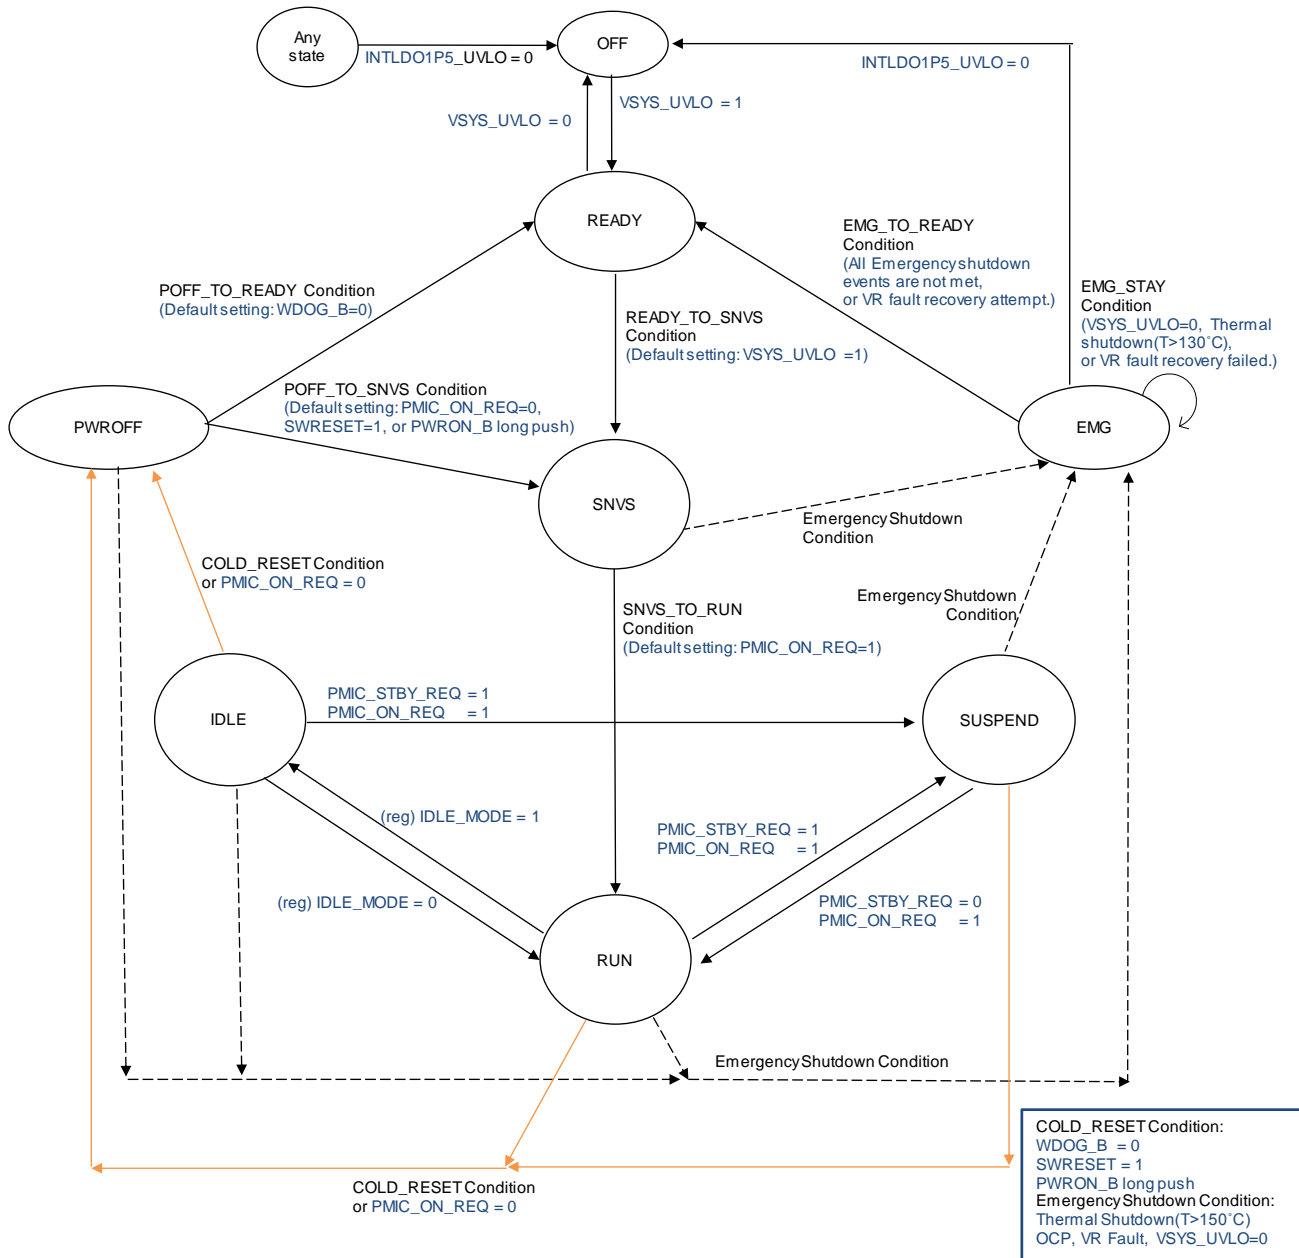 Any
state
OFF
INTLDO1P5_UVLO = 0
INTLDO1P5_UVLO = 0
VSYS_UVLO = 1
VSYS_UVLO = 0
READY
EMG_TO_READY
Condition
(All Emergency shutdown
events are not met,
or VR fault recovery attempt.)
EMG_STAY
Condition
(VSYS_UVLO=0, Thermal
shutdown(T>130°C),
or VR fault recovery failed.)
POFF_TO_READY Condition
(Default setting: WDOG_B=0)
READY_TO_SNVS
Condition
(Default setting: VSYS_UVLO =1)
POFF_TO_SNVS Condition
(Default setting: PMIC_ON_REQ=0,
SWRESET=1, or PWRON_B long push)
PWROFF
EMG
SNVS
Emergency Shutdown
Condition
COLD_RESET Condition
or PMIC_ON_REQ = 0
SNVS_TO_RUN
Condition
(Default setting: PMIC_ON_REQ=1)
Emergency Shutdown
Condition
IDLE
PMIC_STBY_REQ = 1
PMIC_ON_REQ = 1
SUSPEND
(reg) IDLE_MODE = 1
PMIC_STBY_REQ = 1
PMIC_ON_REQ = 1
(reg) IDLE_MODE = 0
PMIC_STBY_REQ = 0
PMIC_ON_REQ = 1
RUN
Emergency Shutdown Condition
COLD_RESET Condition
or PMIC_ON_REQ = 0
COLD_RESET Condition:
WDOG_B = 0
SWRESET = 1
PWRON_B long push
Emergency Shutdown Condition:
Thermal Shutdown(T>150°C)
OCP, VR Fault, VSYS_UVLO=0